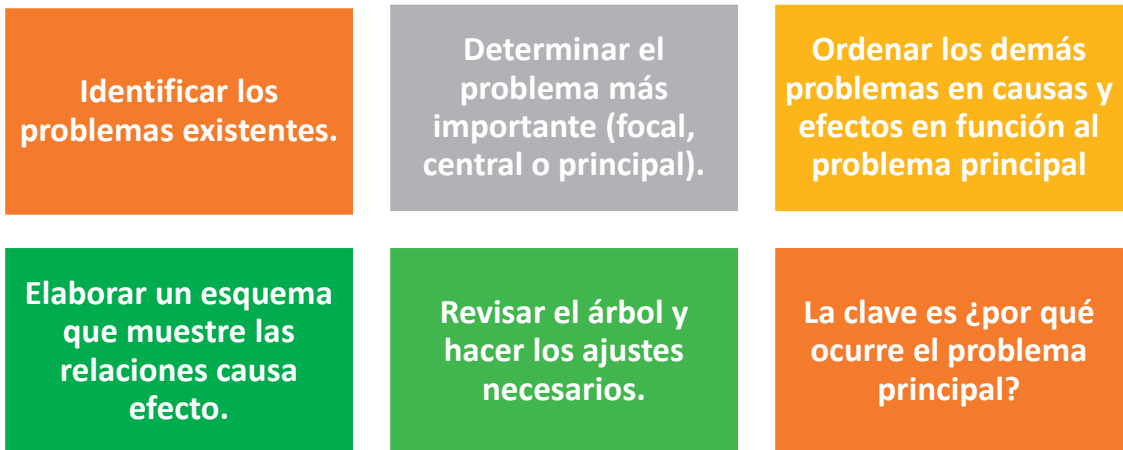 Identificar los
problemas existentes.
Determinar el
problema más
importante (focal,
central o principal).
Ordenar los demás
problemas en causas y
efectos en función al
problema principal
Elaborar un esquema
que muestre las
relaciones causa
efecto.
Revisar el árbol y
hacer los ajustes
necesarios.
La clave es ¿por qué
ocurre el problema
principal?